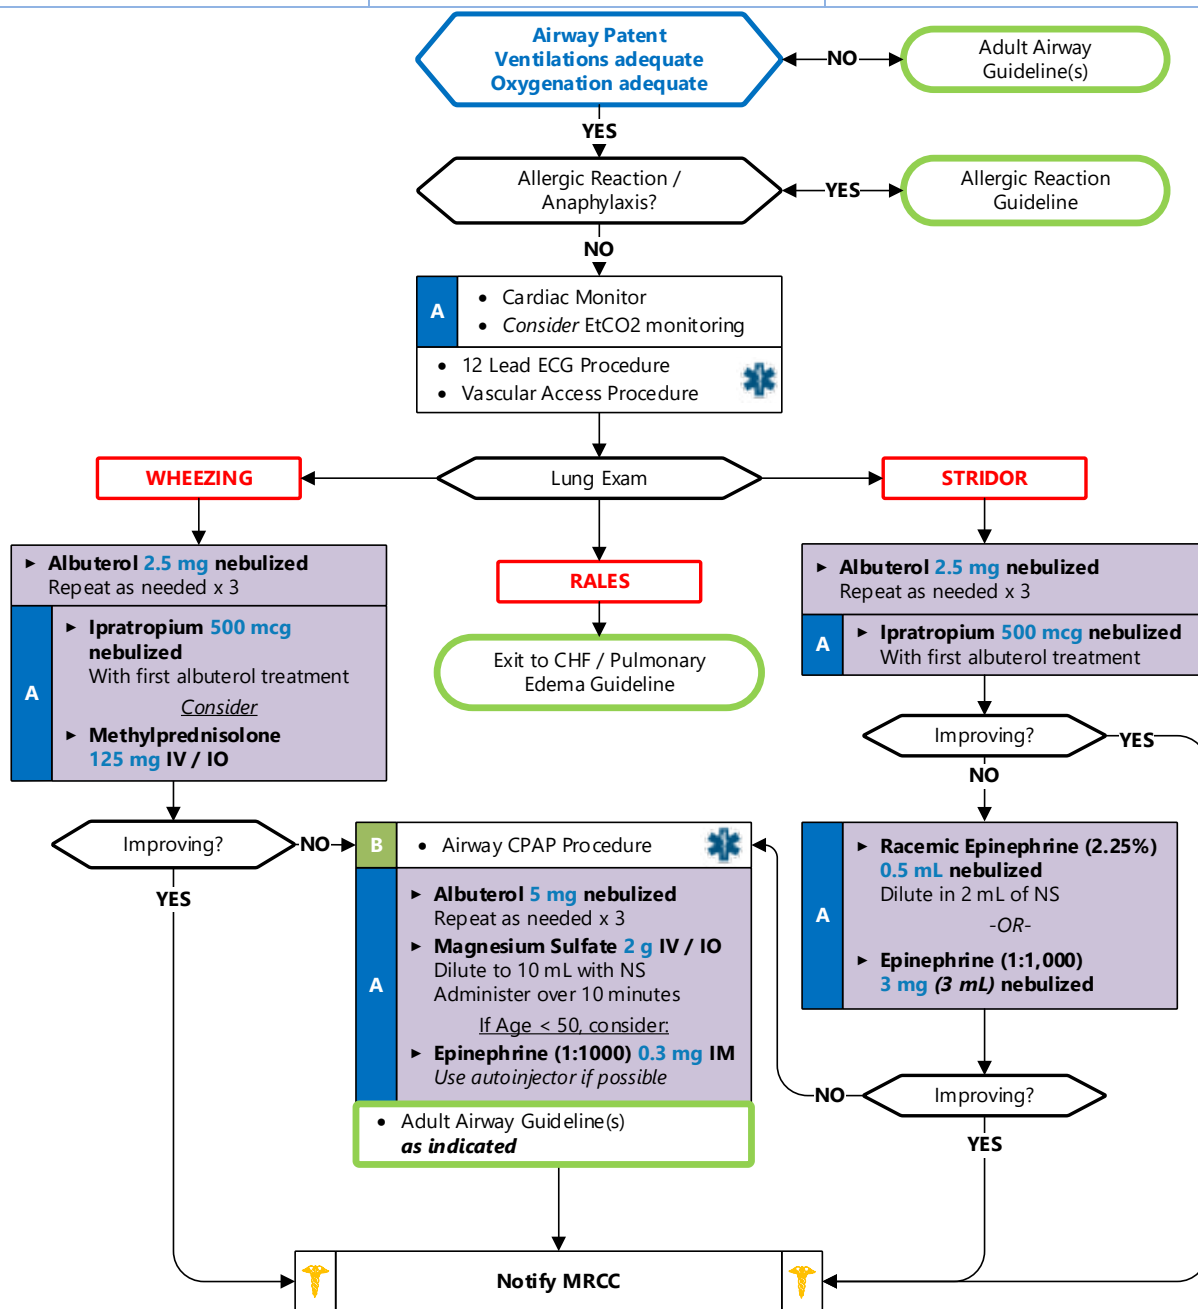 Airway Patent
Ventilations adequate
Oxygenation adequate
NO
Adult Airway
Guideline(s)
YES
Allergic Reaction /
Anaphylaxis?
YES
Allergic Reaction
Guideline
NO
A
• Cardiac Monitor
• Consider EtCO2 monitoring
• 12 Lead ECG Procedure
• Vascular Access Procedure
WHEEZING
Lung Exam
STRIDOR
► Albuterol 2.5 mg nebulized
Repeat as needed x 3
A
► Ipratropium 500 mcg
nebulized
With first albuterol treatment
Consider
► Methylprednisolone
125 mg IV / IO
RALES
Exit to CHF / Pulmonary
Edema Guideline
► Albuterol 2.5 mg nebulized
Repeat as needed x 3
A
► Ipratropium 500 mcg nebulized
With first albuterol treatment
Improving?
YES
NO
Improving?
NO
YES
B
• Airway CPAP Procedure
A
► Albuterol 5 mg nebulized
Repeat as needed x 3
► Magnesium Sulfate 2 g IV / IO
Dilute to 10 mL with NS
Administer over 10 minutes
If Age < 50, consider:
► Epinephrine (1:1000) 0.3 mg IM
Use autoinjector if possible
• Adult Airway Guideline(s)
as indicated
A
► Racemic Epinephrine (2.25%)
0.5 mL nebulized
Dilute in 2 mL of NS
-OR-
► Epinephrine (1:1,000)
3 mg (3 mL) nebulized
NO
Improving?
YES
Notify MRCC